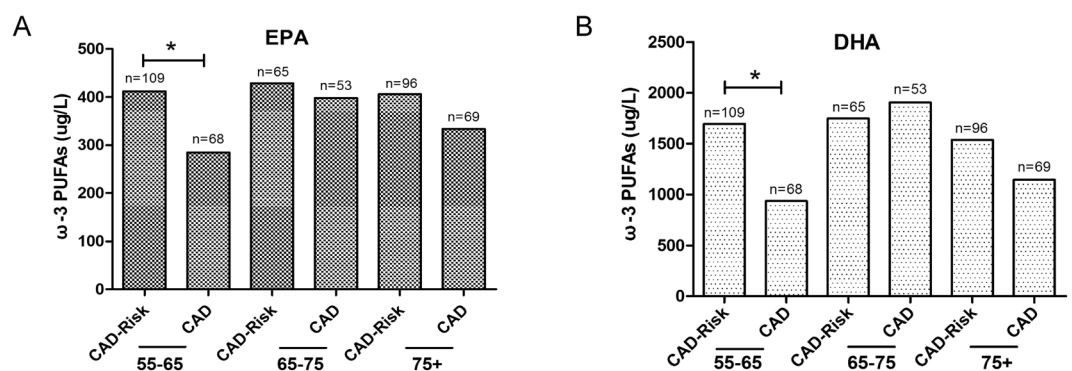 A
EPA
ω-3 PUFAs (ug/L)
500
400
300
200
100
0
*
n=109
n=68
n=65
n=53
n=96
n=69
CAD-Risk
CAD
CAD-Risk
CAD
CAD-Risk
CAD
55-65
65-75
75+
B
DHA
ω-3 PUFAs (ug/L)
2500
2000
1500
1000
500
0
*
n=109
n=68
n=65
n=53
n=96
n=69
CAD-Risk
CAD
CAD-Risk
CAD
CAD-Risk
CAD
55-65
65-75
75+